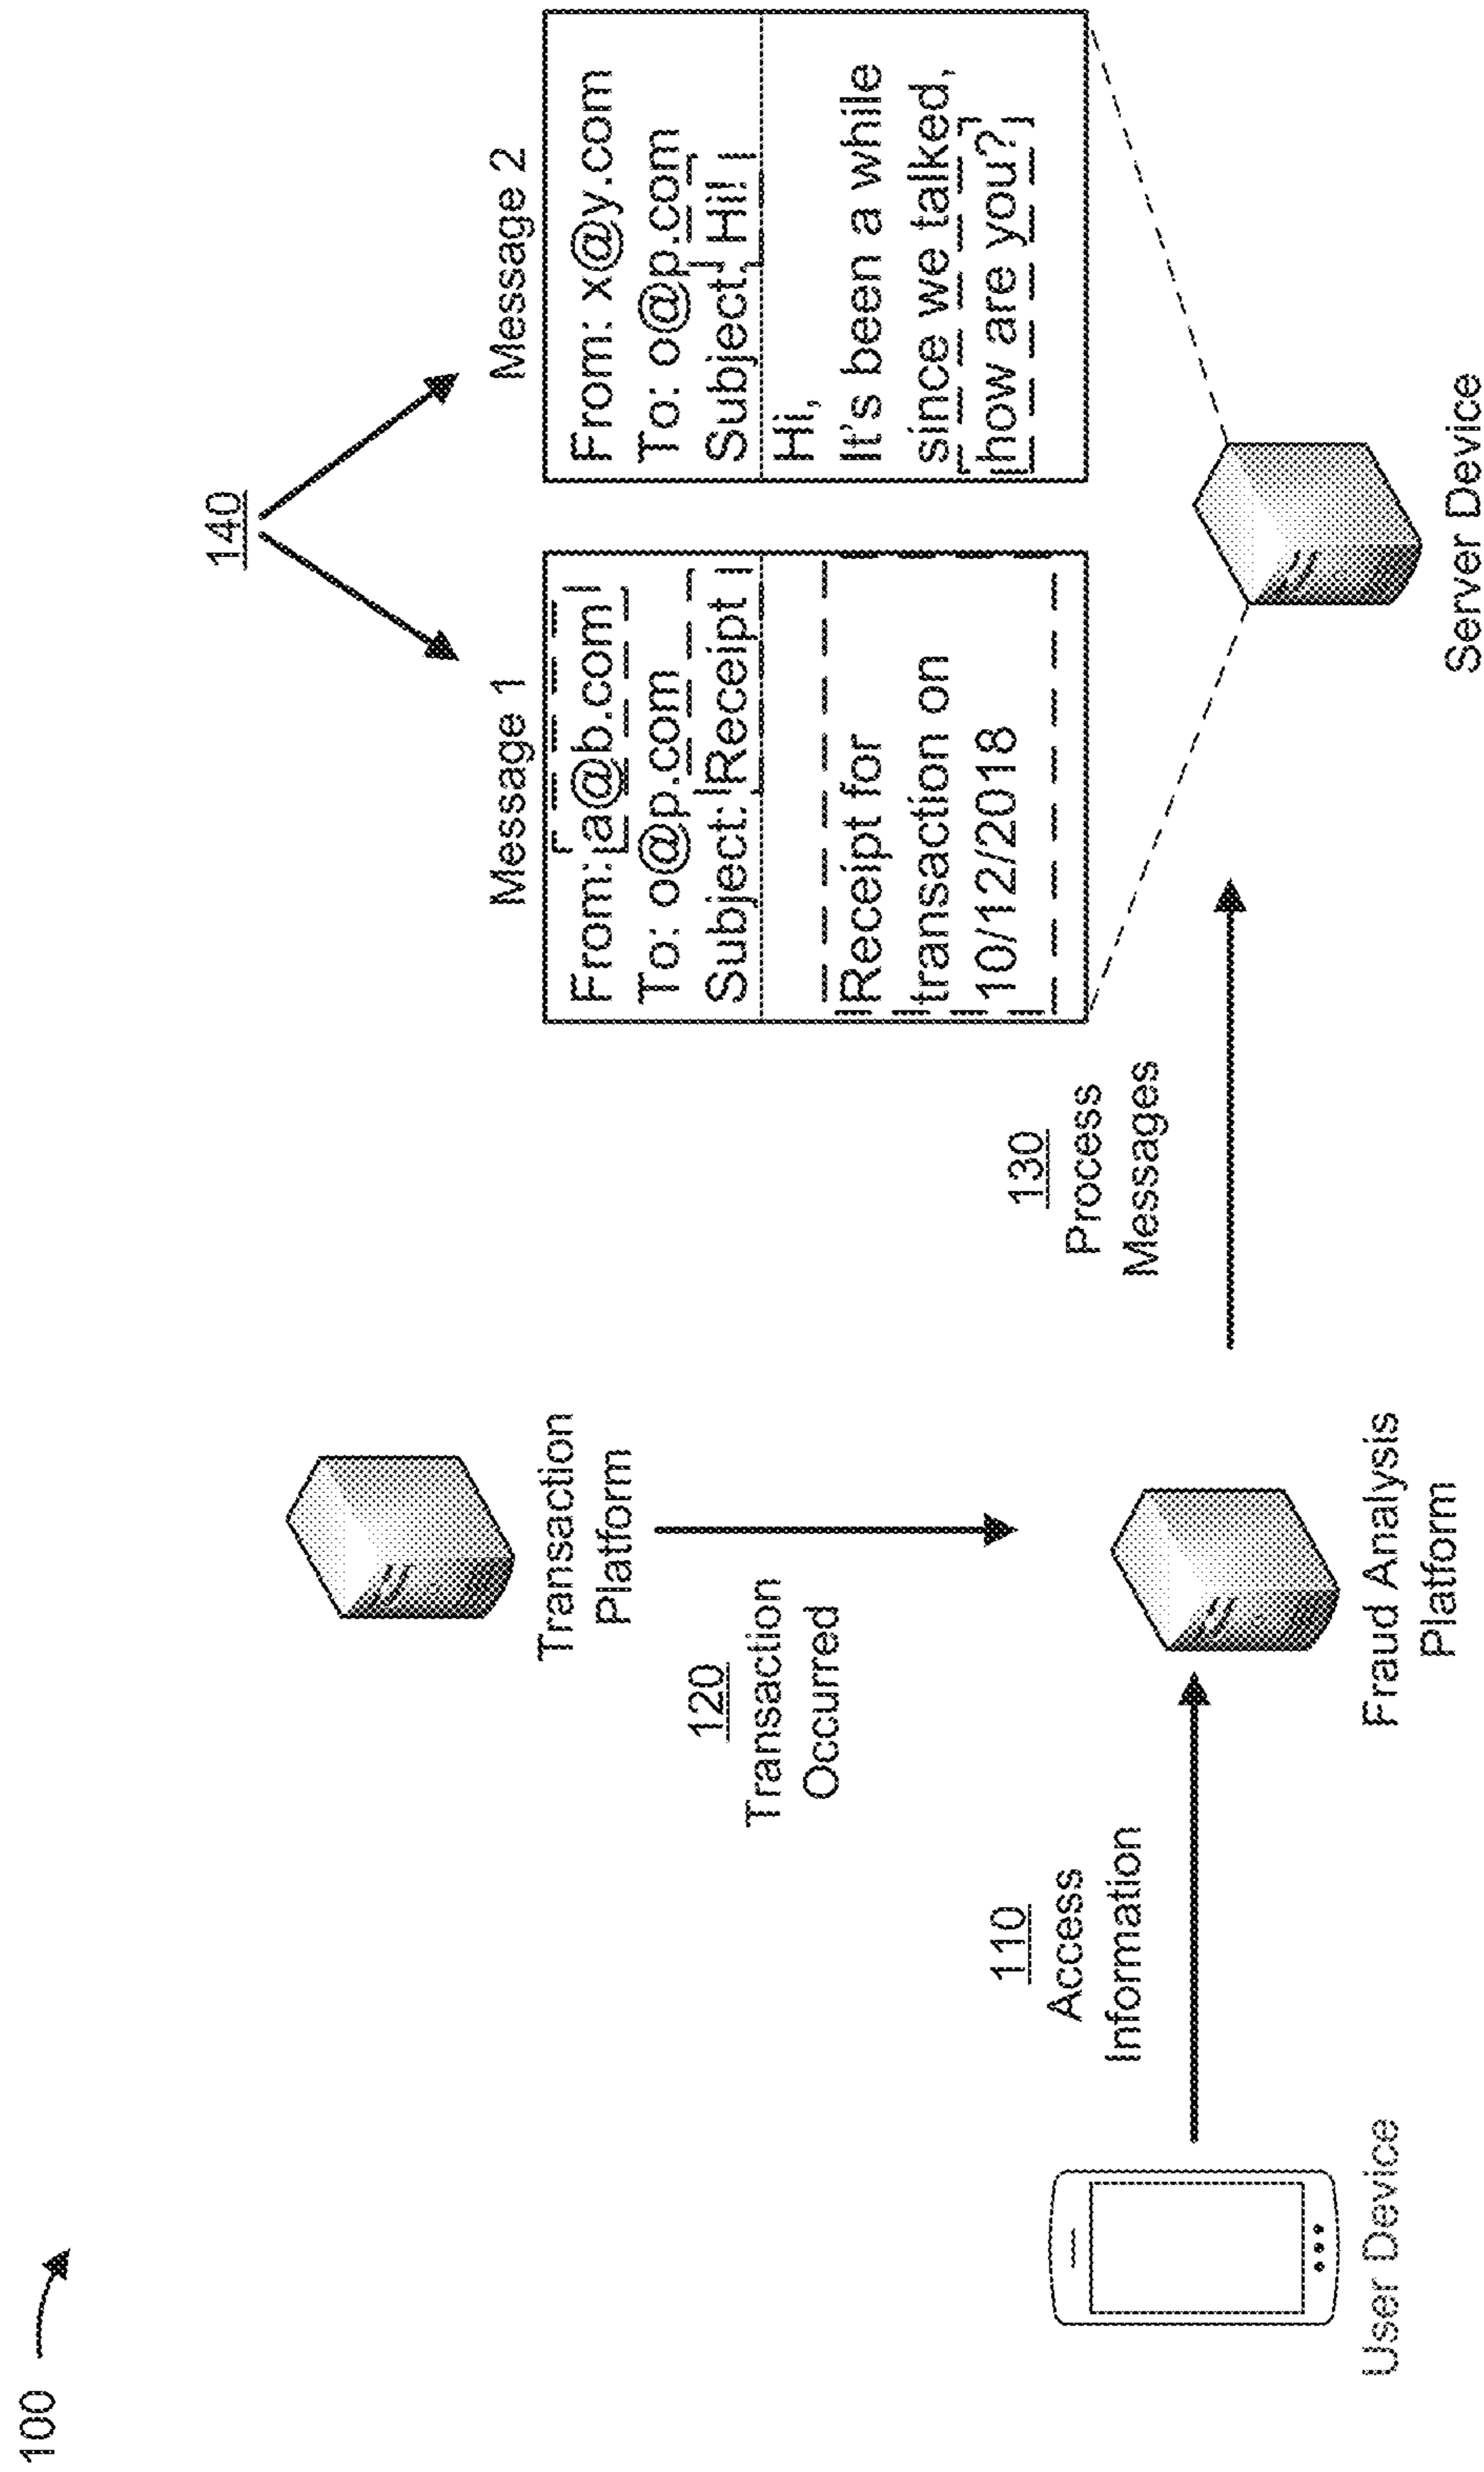 100
140
Message 1
From: a@b.com
To: o@p.com
Subject: Receipt
Receipt for
transaction on
10/12/2018
Message 2
From: x@y.com
To: o@p.com
Subject: Hi!
Hi,
It's been a while
since we talked,
how are you?
Transaction
Platform
120
Transaction
Occurred
110
Access
Information
130
Process
Messages
User Device
Fraud Analysis
Platform
Server Device